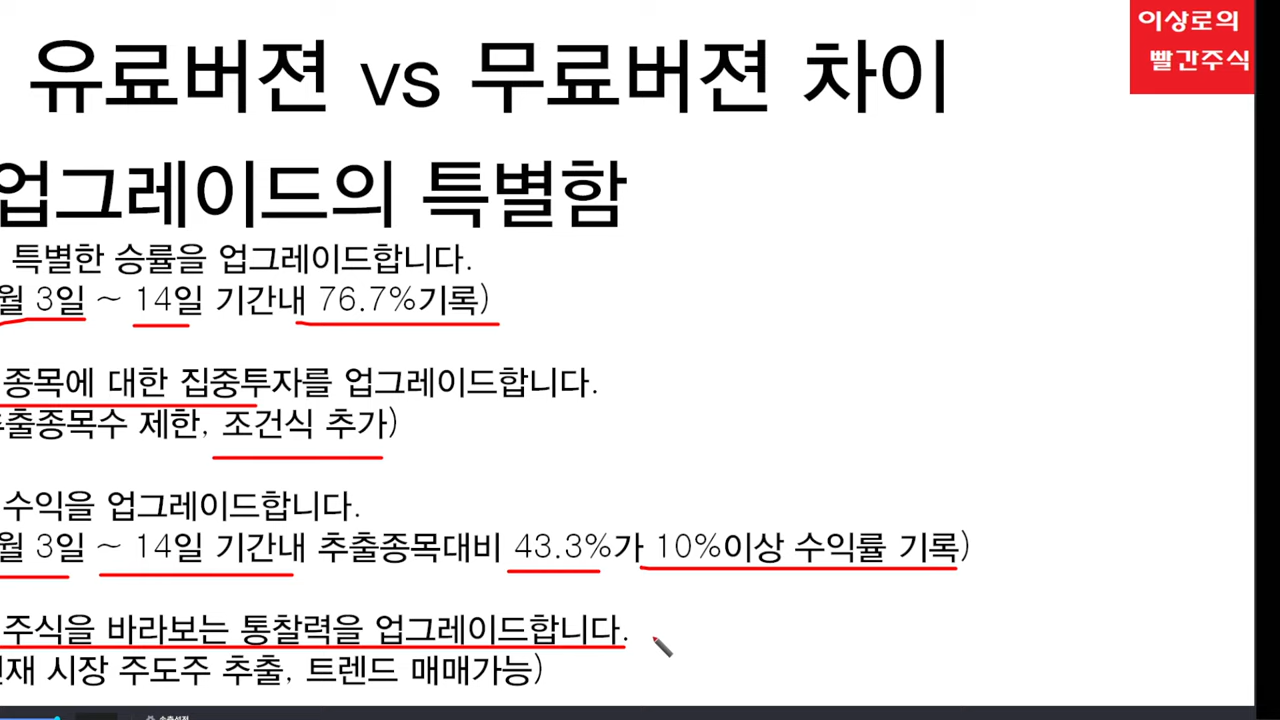 이상로의
빨간주식
유료버젼 vs 무료버젼 차이
업그레이드의 특별함
특별한 승률을 업그레이드합니다.
월 3일 ~ 14일 기간내 76.7%기록)
종목에 대한 집중투자를 업그레이드합니다.
추출종목수 제한, 조건식 추가)
수익을 업그레이드합니다.
월 3일 ~ 14일 기간내 추출종목대비 43.3%가 10%이상 수익률 기록)
주식을 바라보는 통찰력을 업그레이드합니다.
현재 시장 주도주 추출, 트렌드 매매가능)